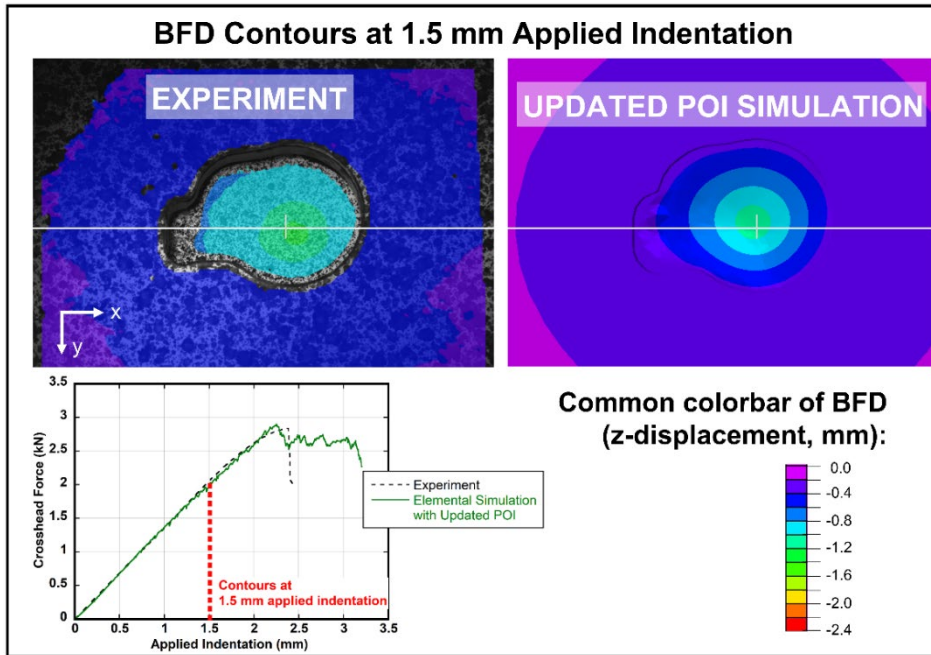 BFD Contours at 1.5 mm Applied Indentation
EXPERIMENT
UPDATED POI SIMULATION
x
y
Crosshead Force (kN)
3.5
3
2.5
2
1.5
1
0.5
0
0 0.5 1 1.5 2 2.5 3 3.5
Applied Indentation (mm)
Experiment
Elemental Simulation
with Updated POI
Contours at
1.5 mm applied indentation
Common colorbar of BFD
(z-displacement, mm):
0.0
-0.4
-0.8
-1.2
-1.6
-2.0
-2.4